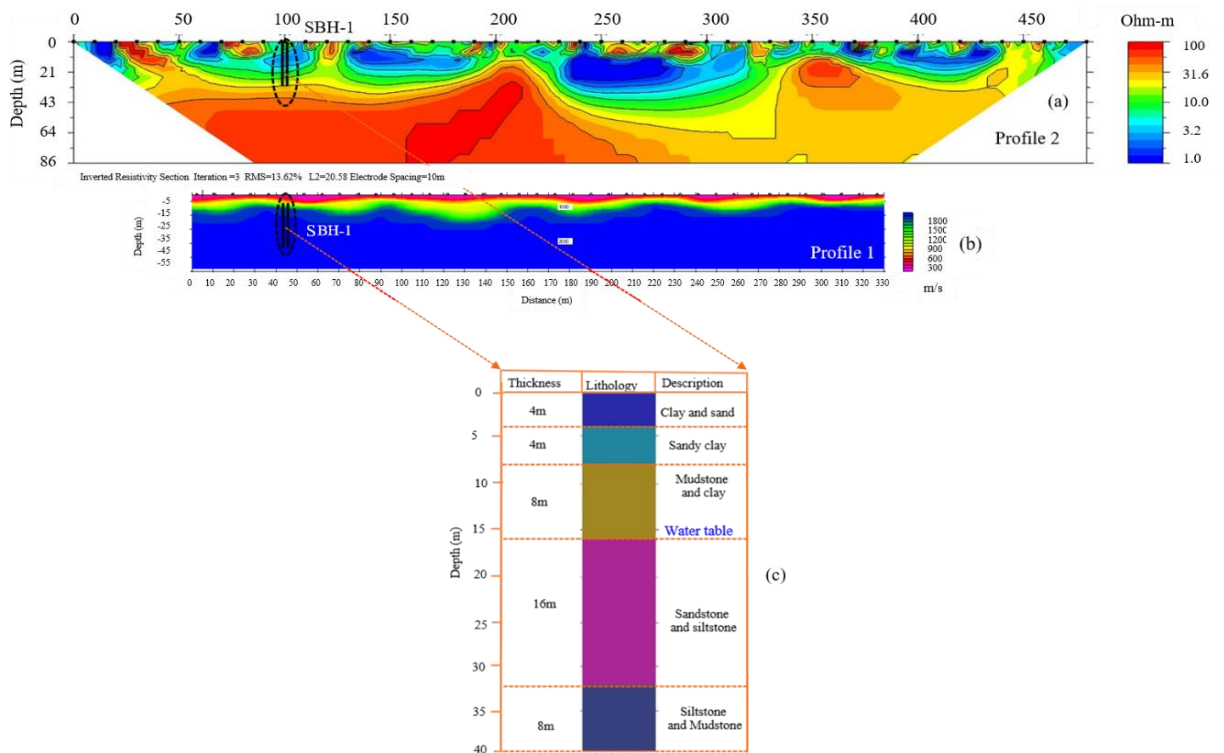 0 50 100 150 200 250 300 350 400 450
SBH-1
Ohm-m
Depth (m)
0
21
43
64
86
100
31.6
10.0
3.2
1.0
(a)
Profile 2
Inverted Resistivity Section Iteration =3 RMS=13.62% L2=20.58 Electrode Spacing=10m
Depth (m)
-5
-15
-25
-35
-45
-55
SBH-1
Profile 1
(b)
1800
1500
1200
900
600
300
m/s
0 10 20 30 40 50 60 70 80 90 100 110 120 130 140 150 160 170 180 190 200 210 220 230 240 250 260 270 280 290 300 310 320 330
Distance (m)
Thickness Lithology Description
Depth (m)
0
5
10
15
20
25
30
35
40
4m
Clay and sand
4m
Sandy clay
8m
Mudstone
and clay
Water table
16m
Sandstone
and siltstone
8m
Siltstone
and Mudstone
(c)